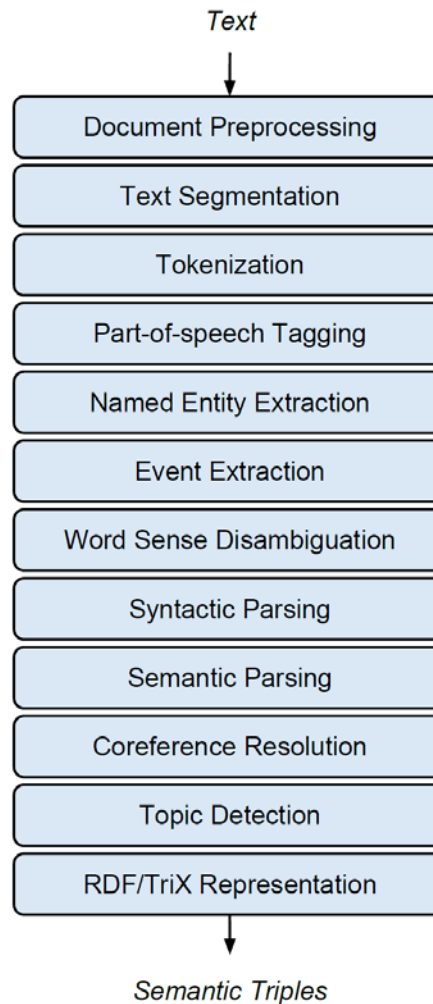 Text
Document Preprocessing
Text Segmentation
Tokenization
Part-of-speech Tagging
Named Entity Extraction
Event Extraction
Word Sense Disambiguation
Syntactic Parsing
Semantic Parsing
Coreference Resolution
Topic Detection
RDF/TriX Representation
Semantic Triples